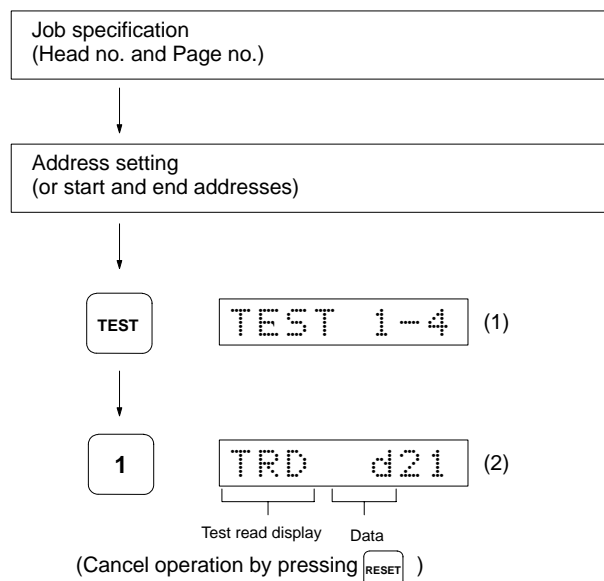 Job specification
(Head no. and Page no.)
Address setting
(or start and end addresses)
TEST TEST 1-4 (1)
1 TRD d21 (2)
Test read display Data
(Cancel operation by pressing RESET )